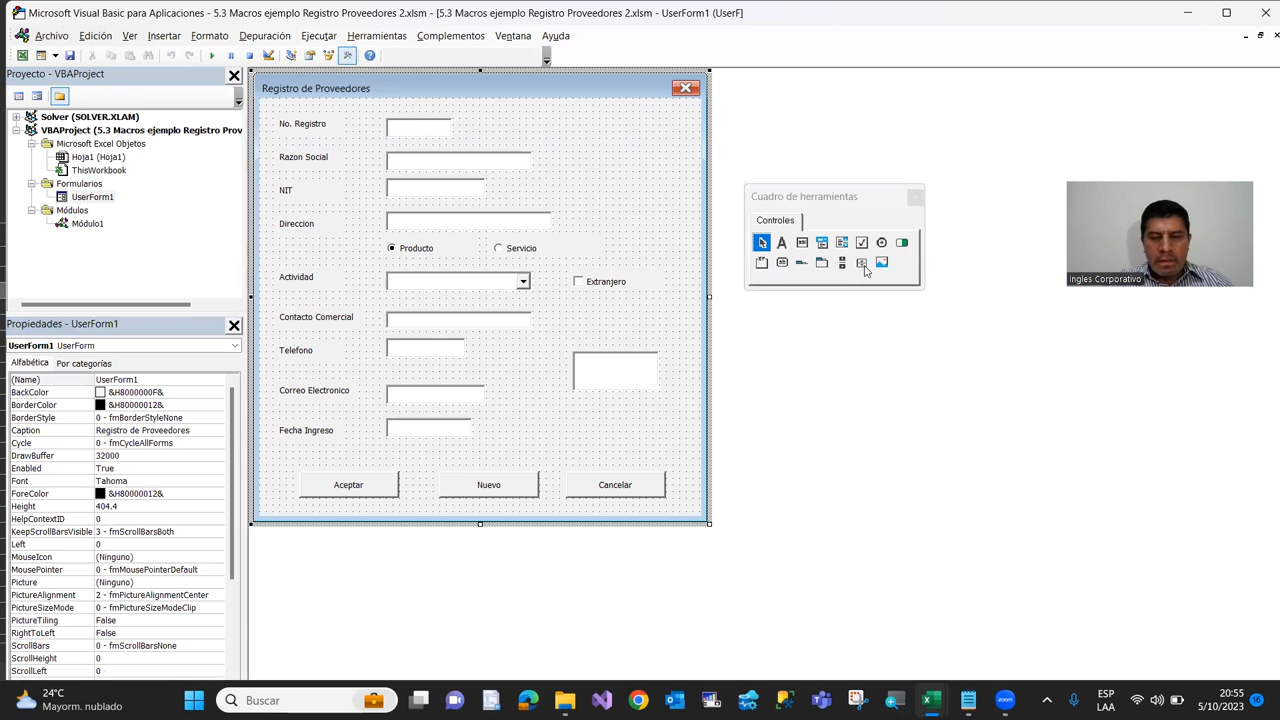 Microsoft Visual Basic para Aplicaciones - 5.3 Macros ejemplo Registro Proveedores 2.xlsm - [5.3 Macros ejemplo Registro Proveedores 2.xlsm - UserForm1 (UserF]
Archivo Edición Ver Insertar Formato Depuración Ejecutar Herramientas Complementos Ventana Ayuda
Proyecto - VBAProject
Solver (SOLVER.XLAM)
VBAProject (5.3 Macros ejemplo Registro Prov
Microsoft Excel Objetos
Hoja1 (Hoja1)
ThisWorkbook
Formularios
UserForm1
Módulos
Módulo1
Propiedades - UserForm1
UserForm1 UserForm
Alfabética Por categorías
(Name) UserForm1
BackColor &H8000000F&
BorderColor &H80000012&
BorderStyle 0 - fmBorderStyleNone
Caption Registro de Proveedores
Cycle 0 - fmCycleAllForms
DrawBuffer 32000
Enabled True
Font Tahoma
ForeColor &H80000012&
Height 404.4
HelpContextID 0
KeepScrollBarsVisible 3 - fmScrollBarsBoth
Left 0
MouseIcon (Ninguno)
MousePointer 0 - fmMousePointerDefault
Picture (Ninguno)
PictureAlignment 2 - fmPictureAlignmentCenter
PictureSizeMode 0 - fmPictureSizeModeClip
PictureTiling False
RightToLeft False
ScrollBars 0 - fmScrollBarsNone
ScrollHeight 0
ScrollLeft 0
Registro de Proveedores
No. Registro
Razon Social
NIT
Direccion
Producto Servicio
Actividad Extranjero
Contacto Comercial
Telefono
Correo Electronico
Fecha Ingreso
Aceptar Nuevo Cancelar
Cuadro de herramientas
Controles
Ingles Corporativo
24°C
Mayorm. nublado
Buscar
ESP
LAA
20:55
5/10/2023